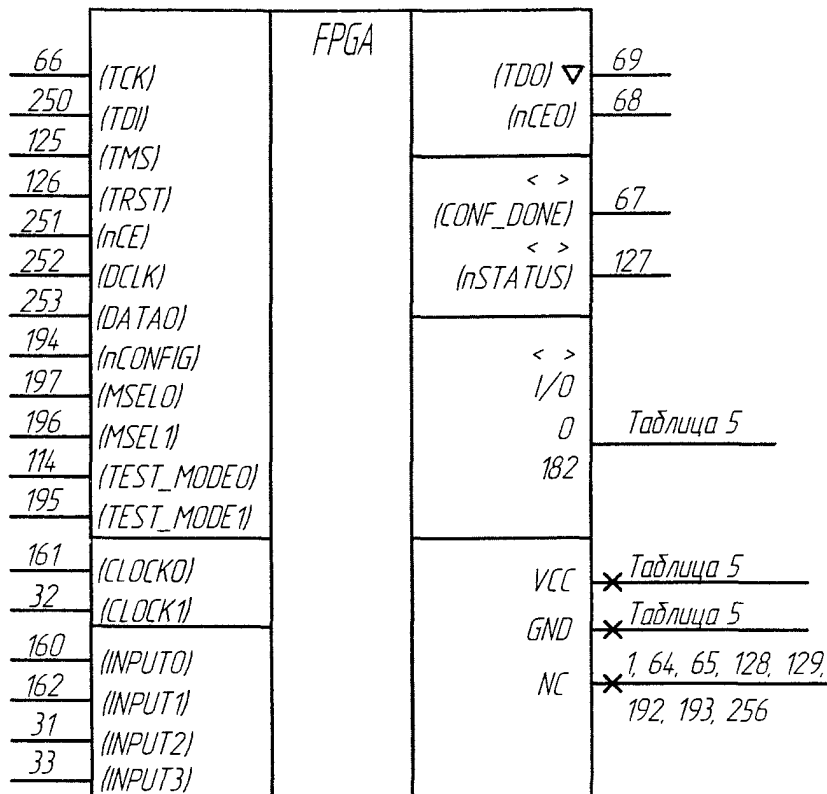 FPGA
66 (TCK)
250 (TDI)
125 (TMS)
126 (TRST)
251 (nCE)
252 (DCLK)
253 (DATA0)
194 (nCONFIG)
197 (MSEL0)
196 (MSEL1)
114 (TEST_MODE0)
195 (TEST_MODE1)
161 (CLOCK0)
32 (CLOCK1)
160 (INPUT0)
162 (INPUT1)
31 (INPUT2)
33 (INPUT3)
(TDO) ▽ 69
(nCEO) 68
< >
(CONF_DONE) 67
< >
(nSTATUS) 127
< >
I/O
0 Таблица 5
182
VCC Таблица 5
GND Таблица 5
NC 1, 64, 65, 128, 129,
192, 193, 256